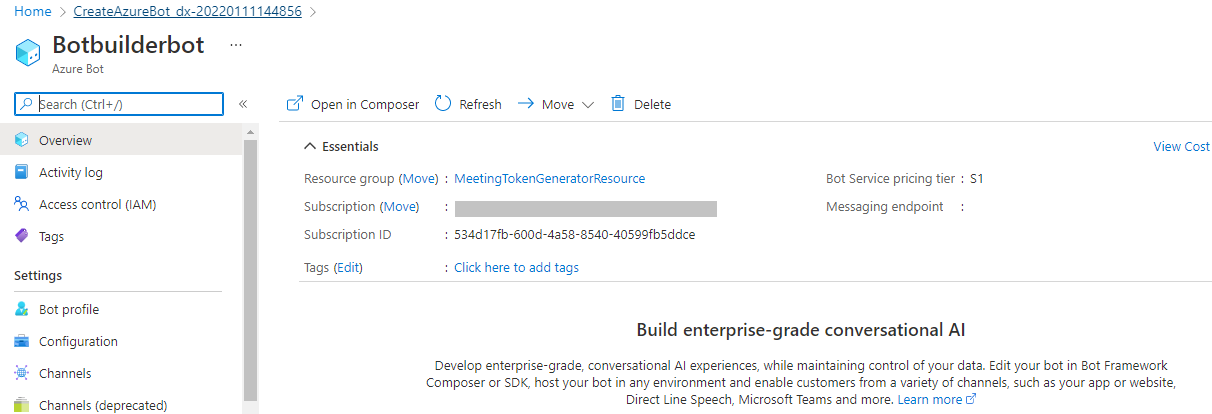 Home > CreateAzureBot_dx-20220111144856 >
Botbuilderbot ...
Azure Bot
Search (Ctrl+/) «
Open in Composer Refresh Move Delete
Overview
Activity log
Access control (IAM)
Tags
Settings
Bot profile
Configuration
Channels
Channels (deprecated)
Essentials View Cost
Resource group (Move) : MeetingTokenGeneratorResource Bot Service pricing tier : S1
Subscription (Move) : Messaging endpoint :
Subscription ID : 534d17fb-600d-4a58-8540-40599fb5ddce
Tags (Edit) : Click here to add tags
Build enterprise-grade conversational AI
Develop enterprise-grade, conversational AI experiences, while maintaining control of your data. Edit your bot in Bot Framework
Composer or SDK, host your bot in any environment and enable customers from a variety of channels, such as your app or website,
Direct Line Speech, Microsoft Teams and more. Learn more